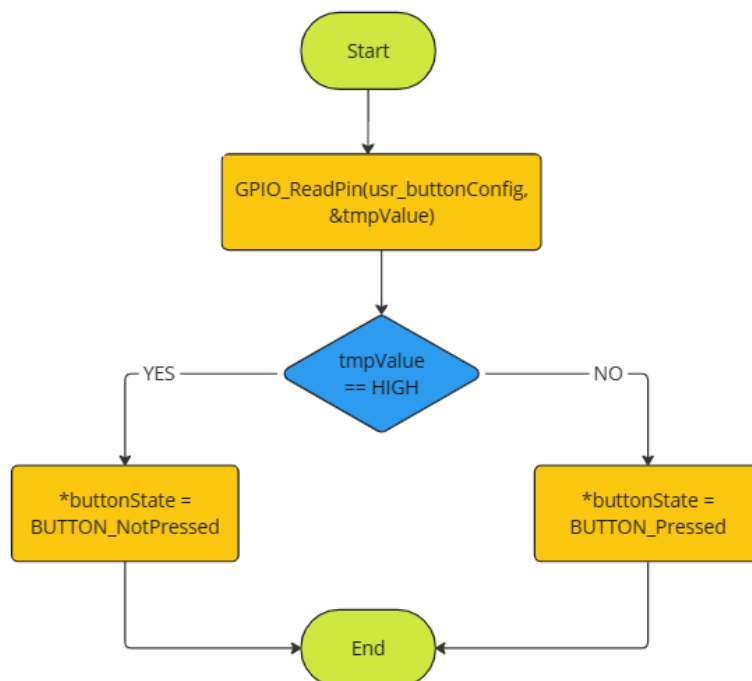 Start
GPIO_ReadPin(usr_buttonConfig,
&tmpValue)
tmpValue
== HIGH
YES
NO
*buttonState =
BUTTON_NotPressed
*buttonState =
BUTTON_Pressed
End